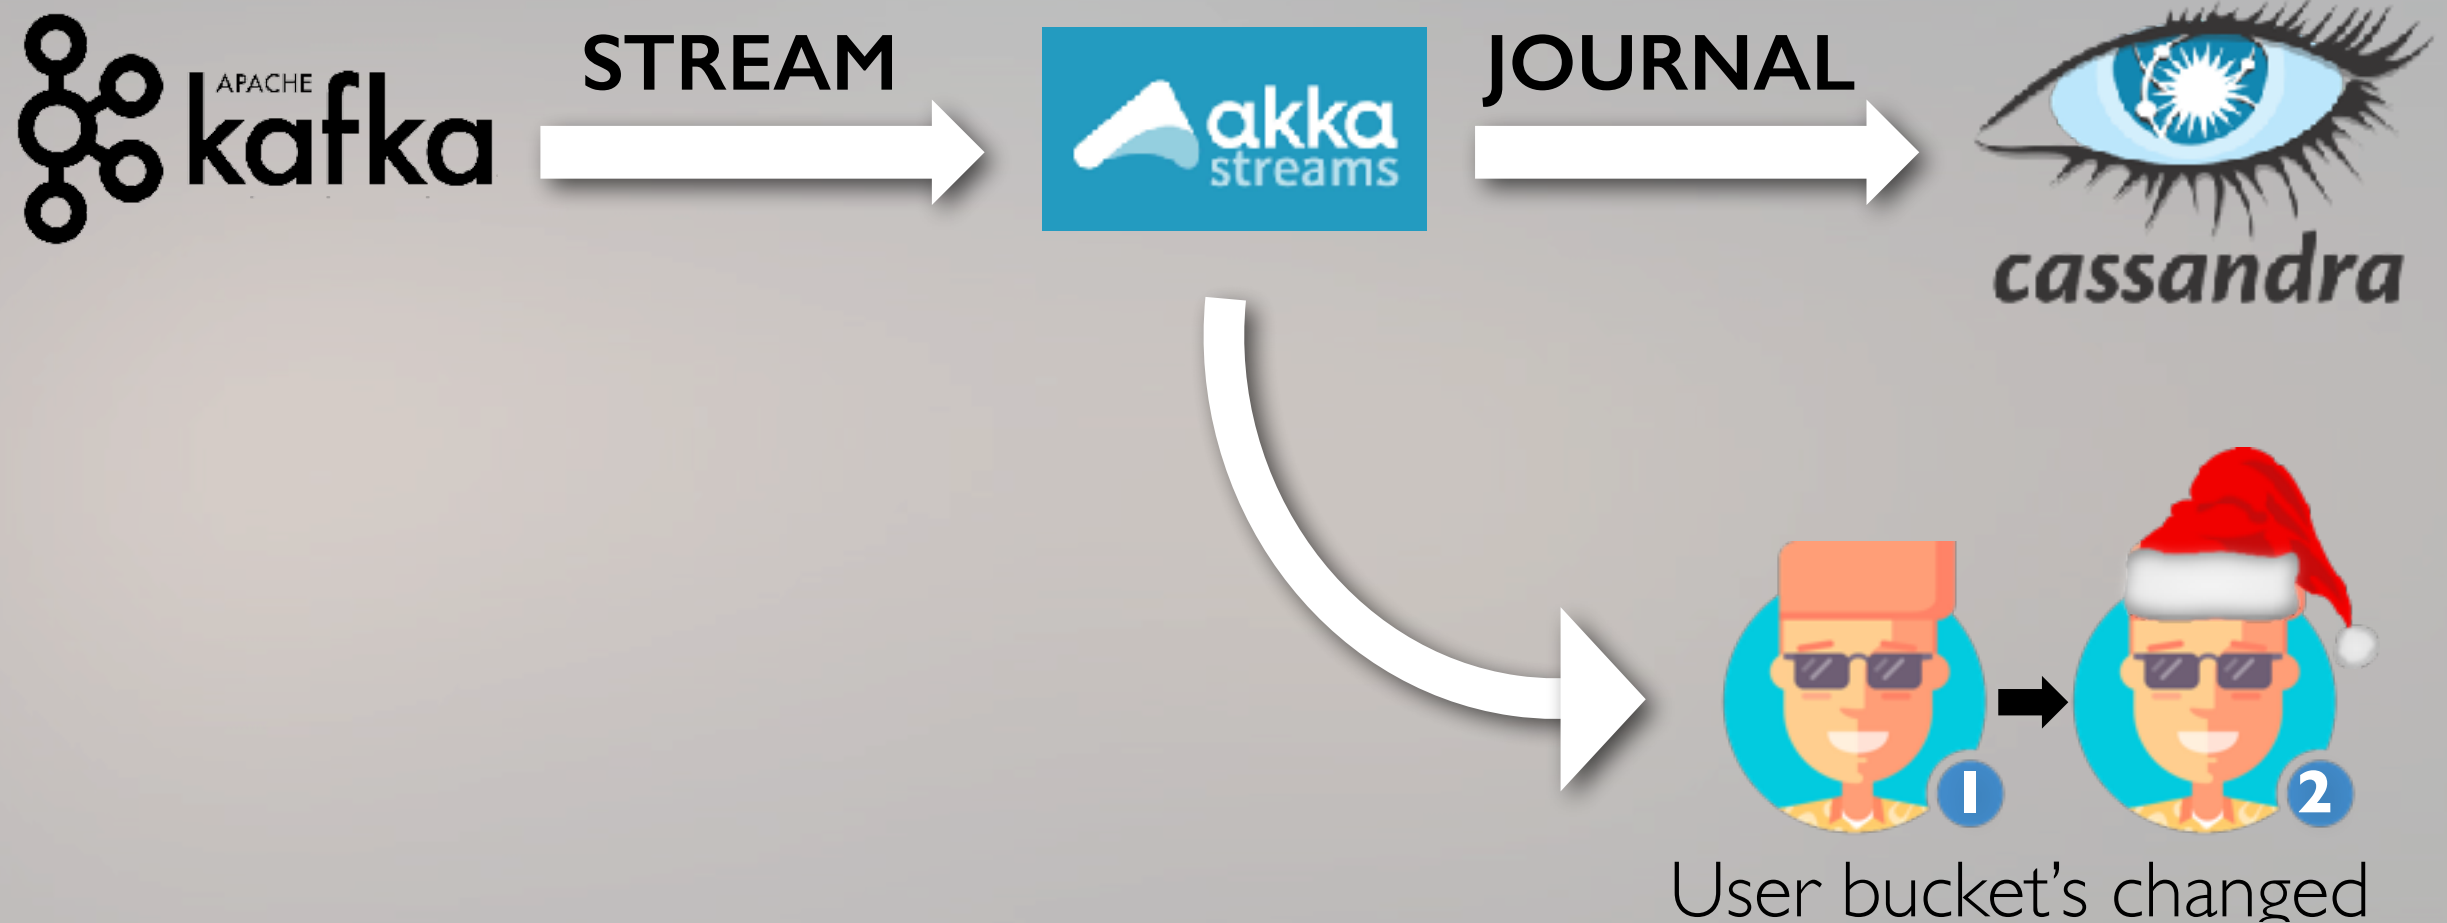 APACHE
kafka
STREAM
akka
streams
JOURNAL
cassandra
1
2
User bucket’s changed